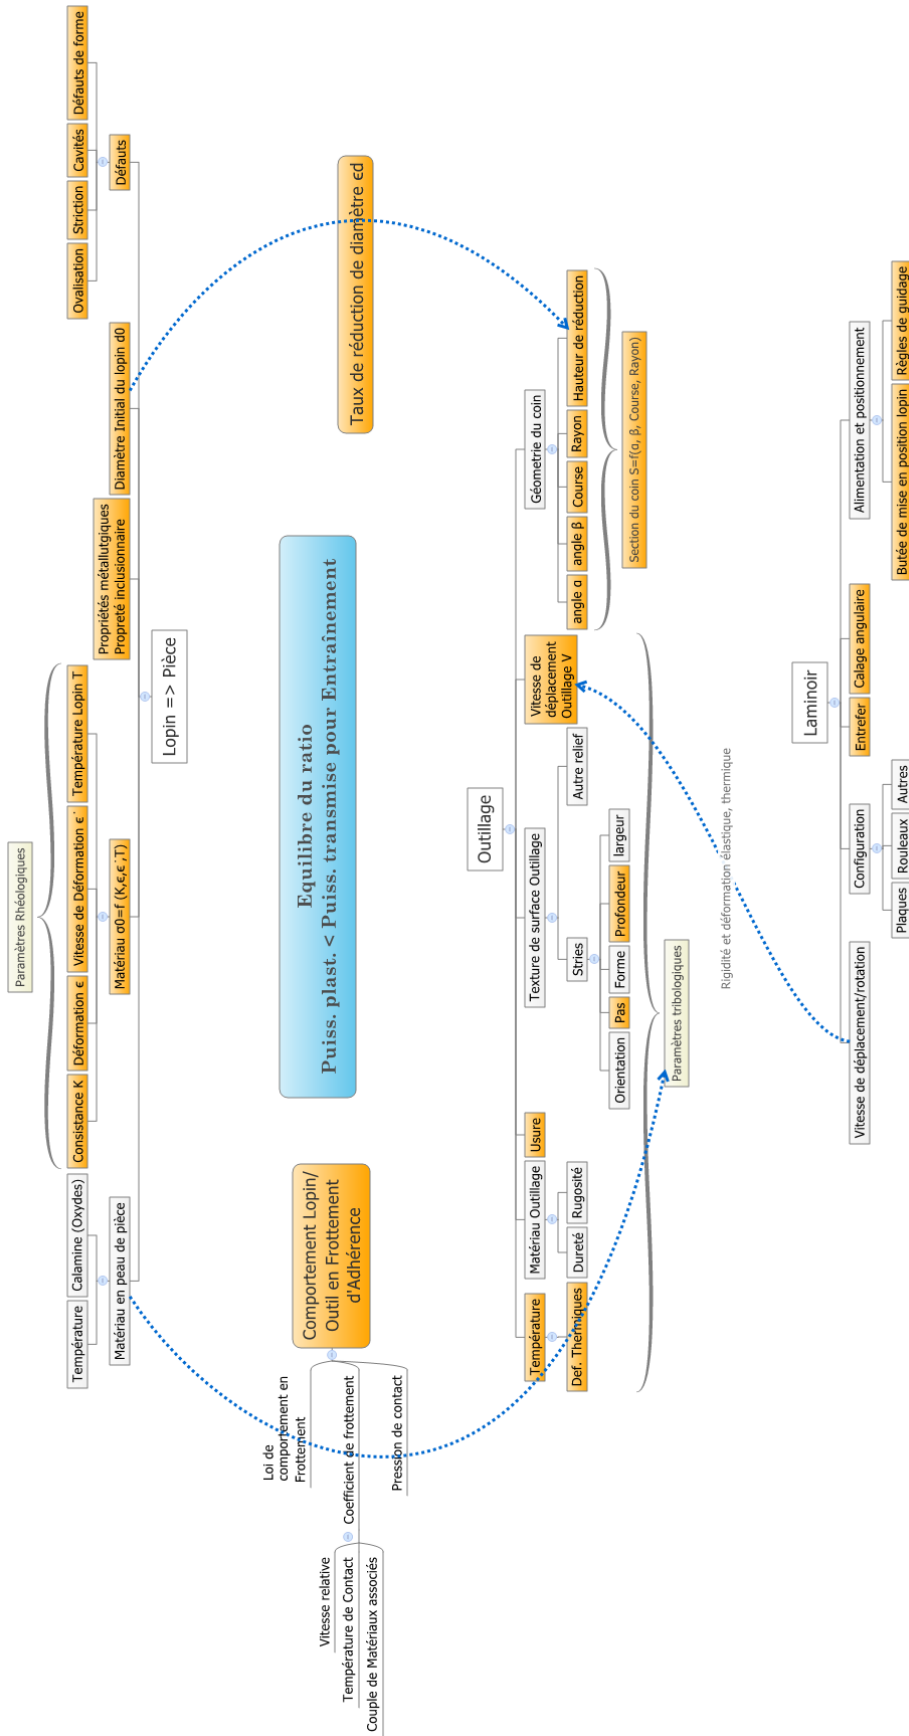 Paramètres Rhéologiques
Température
Calamine (Oxydes)
Consistance K
Déformation ϵ
Vitesse de Déformation ϵ˙
Température Lopin T
Ovalisation
Striction
Cavités
Défauts de forme
Matériau en peau de pièce
Matériau σ0=f (K,ϵ,ϵ˙,T)
Propriétés métallutgiques
Propreté inclusionnaire
Diamètre Initial du lopin d0
Défauts
Lopin => Pièce
Loi de
comportement en
Frottement
Coefficient de frottement
Pression de contact
Vitesse relative
Température de Contact
Couple de Matériaux associés
Comportement Lopin/
Outil en Frottement
d'Adhérence
Equilibre du ratio
Puiss. plast. < Puiss. transmise pour Entraînement
Taux de réduction de diamètre ϵd
Outillage
Température
Matériau Outillage
Usure
Texture de surface Outillage
Vitesse de
déplacement
Outillage V
Géometrie du coin
Def. Thermiques
Dureté
Rugosité
Stries
Autre relief
angle α
angle β
Course
Rayon
Hauteur de réduction
Orientation
Pas
Forme
Profondeur
largeur
Section du coin S=f(α, β, Course, Rayon)
Paramètres tribologiques
Rigidité et déformation élastique, thermique
Laminoir
Vitesse de déplacement/rotation
Configuration
Entrefer
Calage angulaire
Alimentation et positionnement
Plaques
Rouleaux
Autres
Butée de mise en position lopin
Règles de guidage